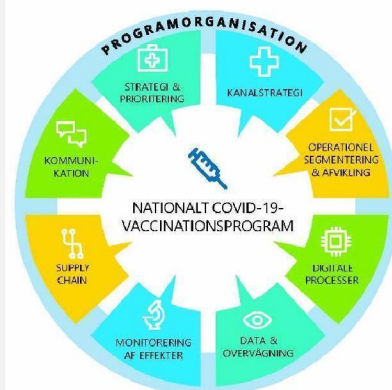 PROGRAMORGANISATION
STRATEGI &
PRIORITERING
KANALSTRATEGI
OPERATIONEL
SEGMENTERING
& AFVIKLING
DIGITALE
PROCESSER
DATA &
OVERVÅGNING
MONITORERING
AF EFFEKTER
SUPPLY
CHAIN
KOMMUNI-
KATION
NATIONALT COVID-19-
VACCINATIONSPROGRAM